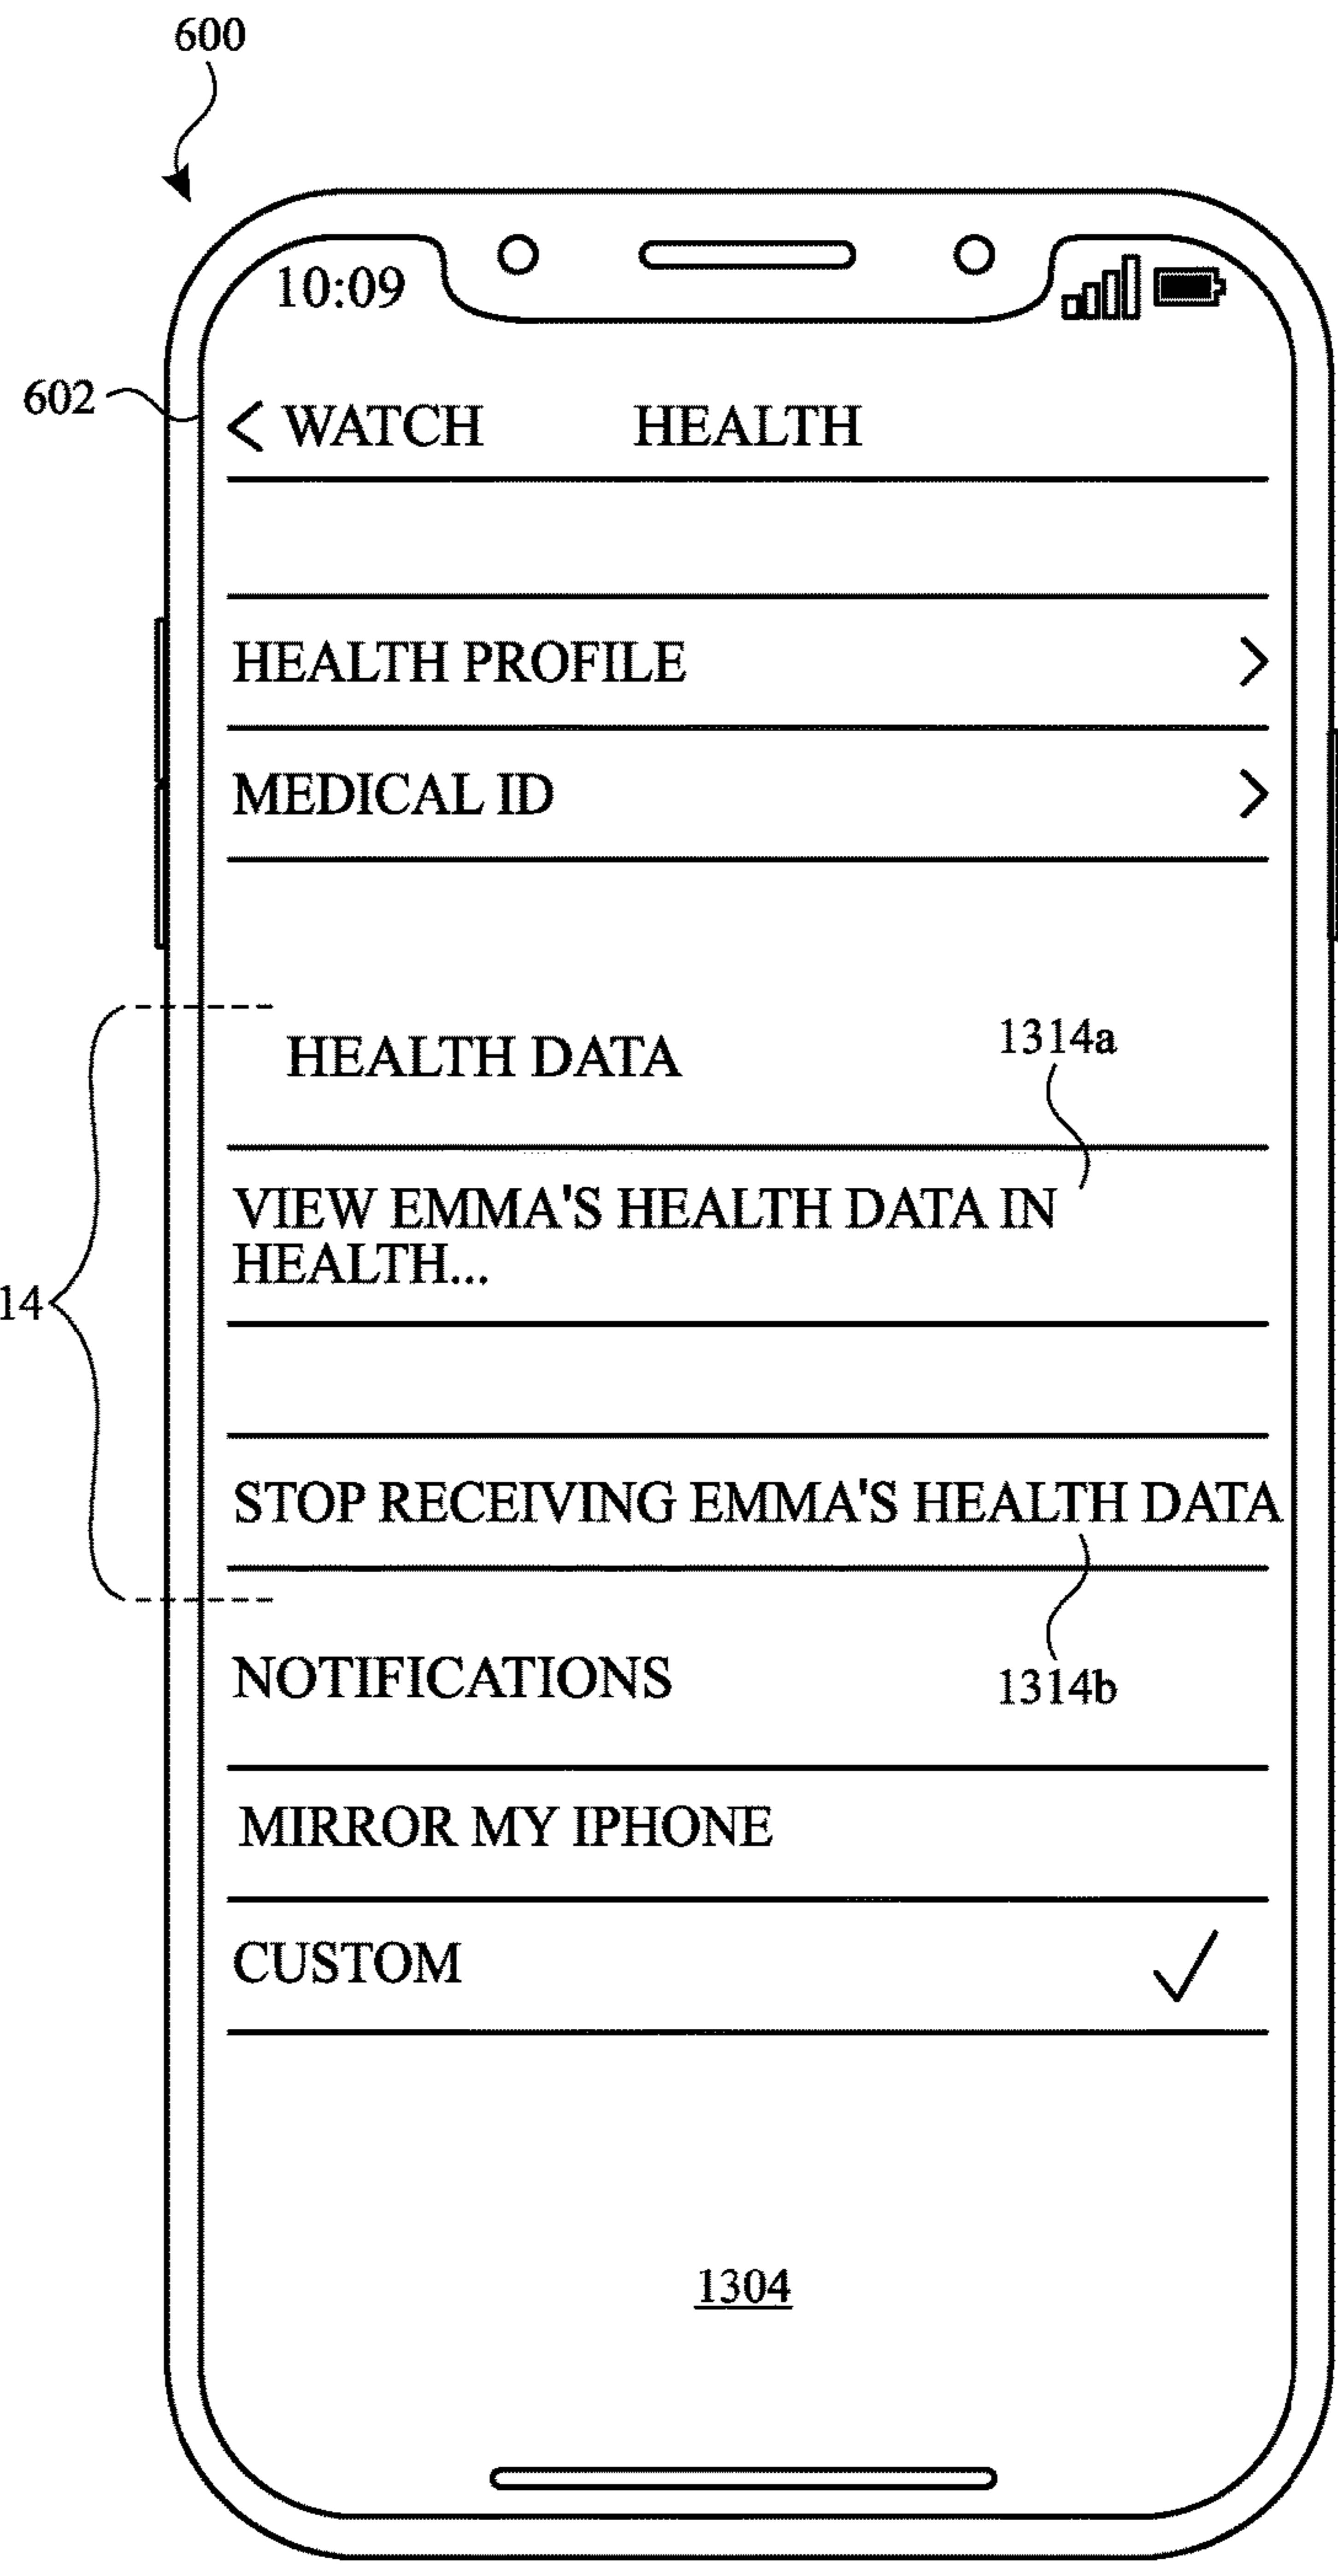 600
10:09
602
< WATCH HEALTH
HEALTH PROFILE >
MEDICAL ID >
HEALTH DATA
1314a
VIEW EMMA'S HEALTH DATA IN
HEALTH...
14
STOP RECEIVING EMMA'S HEALTH DATA
NOTIFICATIONS
1314b
MIRROR MY IPHONE
CUSTOM ✓
1304